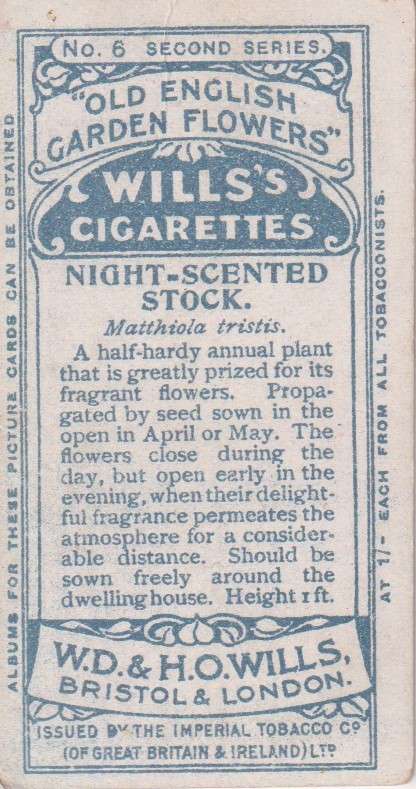 No. 6 SECOND SERIES.
"OLD ENGLISH
GARDEN FLOWERS"
WILLS'S
CIGARETTES
NIGHT-SCENTED
STOCK.
Matthiola tristis.
A half-hardy annual plant
that is greatly prized for its
fragrant flowers. Propa-
gated by seed sown in the
open in April or May. The
flowers close during the
day, but open early in the
evening, when their delight-
ful fragrance permeates the
atmosphere for a consider-
able distance. Should be
sown freely around the
dwelling house. Height 1 ft.
W.D. & H.O. WILLS,
BRISTOL & LONDON.
ISSUED BY THE IMPERIAL TOBACCO Co
(OF GREAT BRITAIN & IRELAND) LTD
ALBUMS FOR THESE PICTURE CARDS CAN BE OBTAINED
AT 1/- EACH FROM ALL TOBACCONISTS.